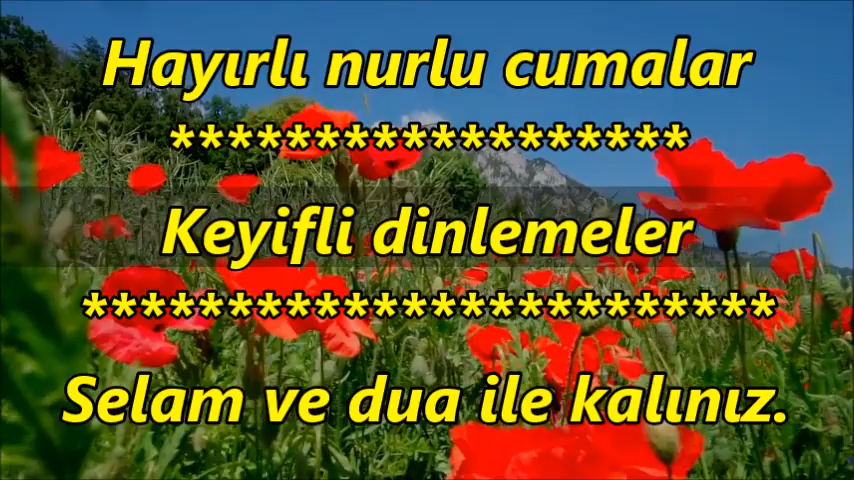 Hayırlı nurlu cumalar
******************
Keyifli dinlemeler
************************
Selam ve dua ile kalınız.